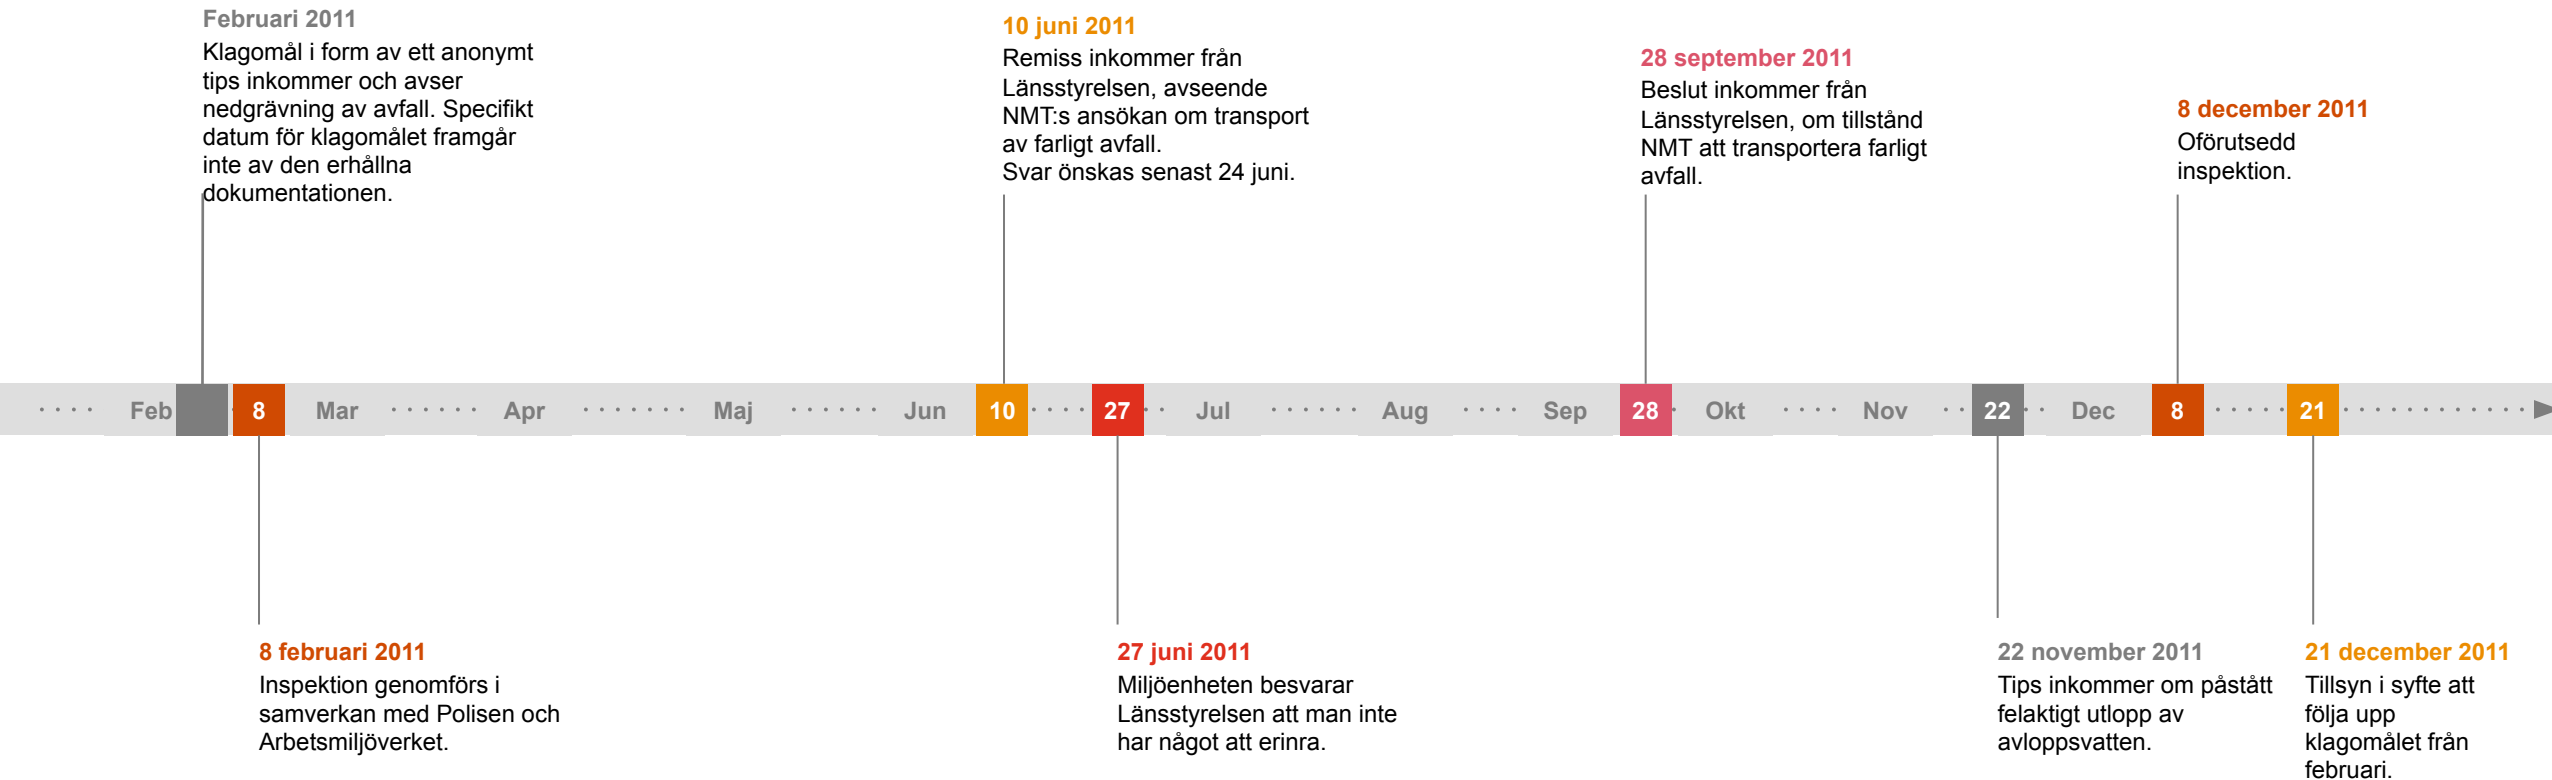 Februari 2011
Klagomål i form av ett anonymt
tips inkommer och avser
nedgrävning av avfall. Specifikt
datum för klagomålet framgår
inte av den erhållna
dokumentationen.
10 juni 2011
Remiss inkommer från
Länsstyrelsen, avseende
NMT:s ansökan om transport
av farligt avfall.
Svar önskas senast 24 juni.
28 september 2011
Beslut inkommer från
Länsstyrelsen, om tillstånd
NMT att transportera farligt
avfall.
8 december 2011
Oförutsedd
inspektion.
Feb 8 Mar Apr Maj Jun 10 27 Jul Aug Sep 28 Okt Nov 22 Dec 8 21
8 februari 2011
Inspektion genomförs i
samverkan med Polisen och
Arbetsmiljöverket.
27 juni 2011
Miljöenheten besvarar
Länsstyrelsen att man inte
har något att erinra.
22 november 2011
Tips inkommer om påstått
felaktigt utlopp av
avloppsvatten.
21 december 2011
Tillsyn i syfte att
följa upp
klagomålet från
februari.